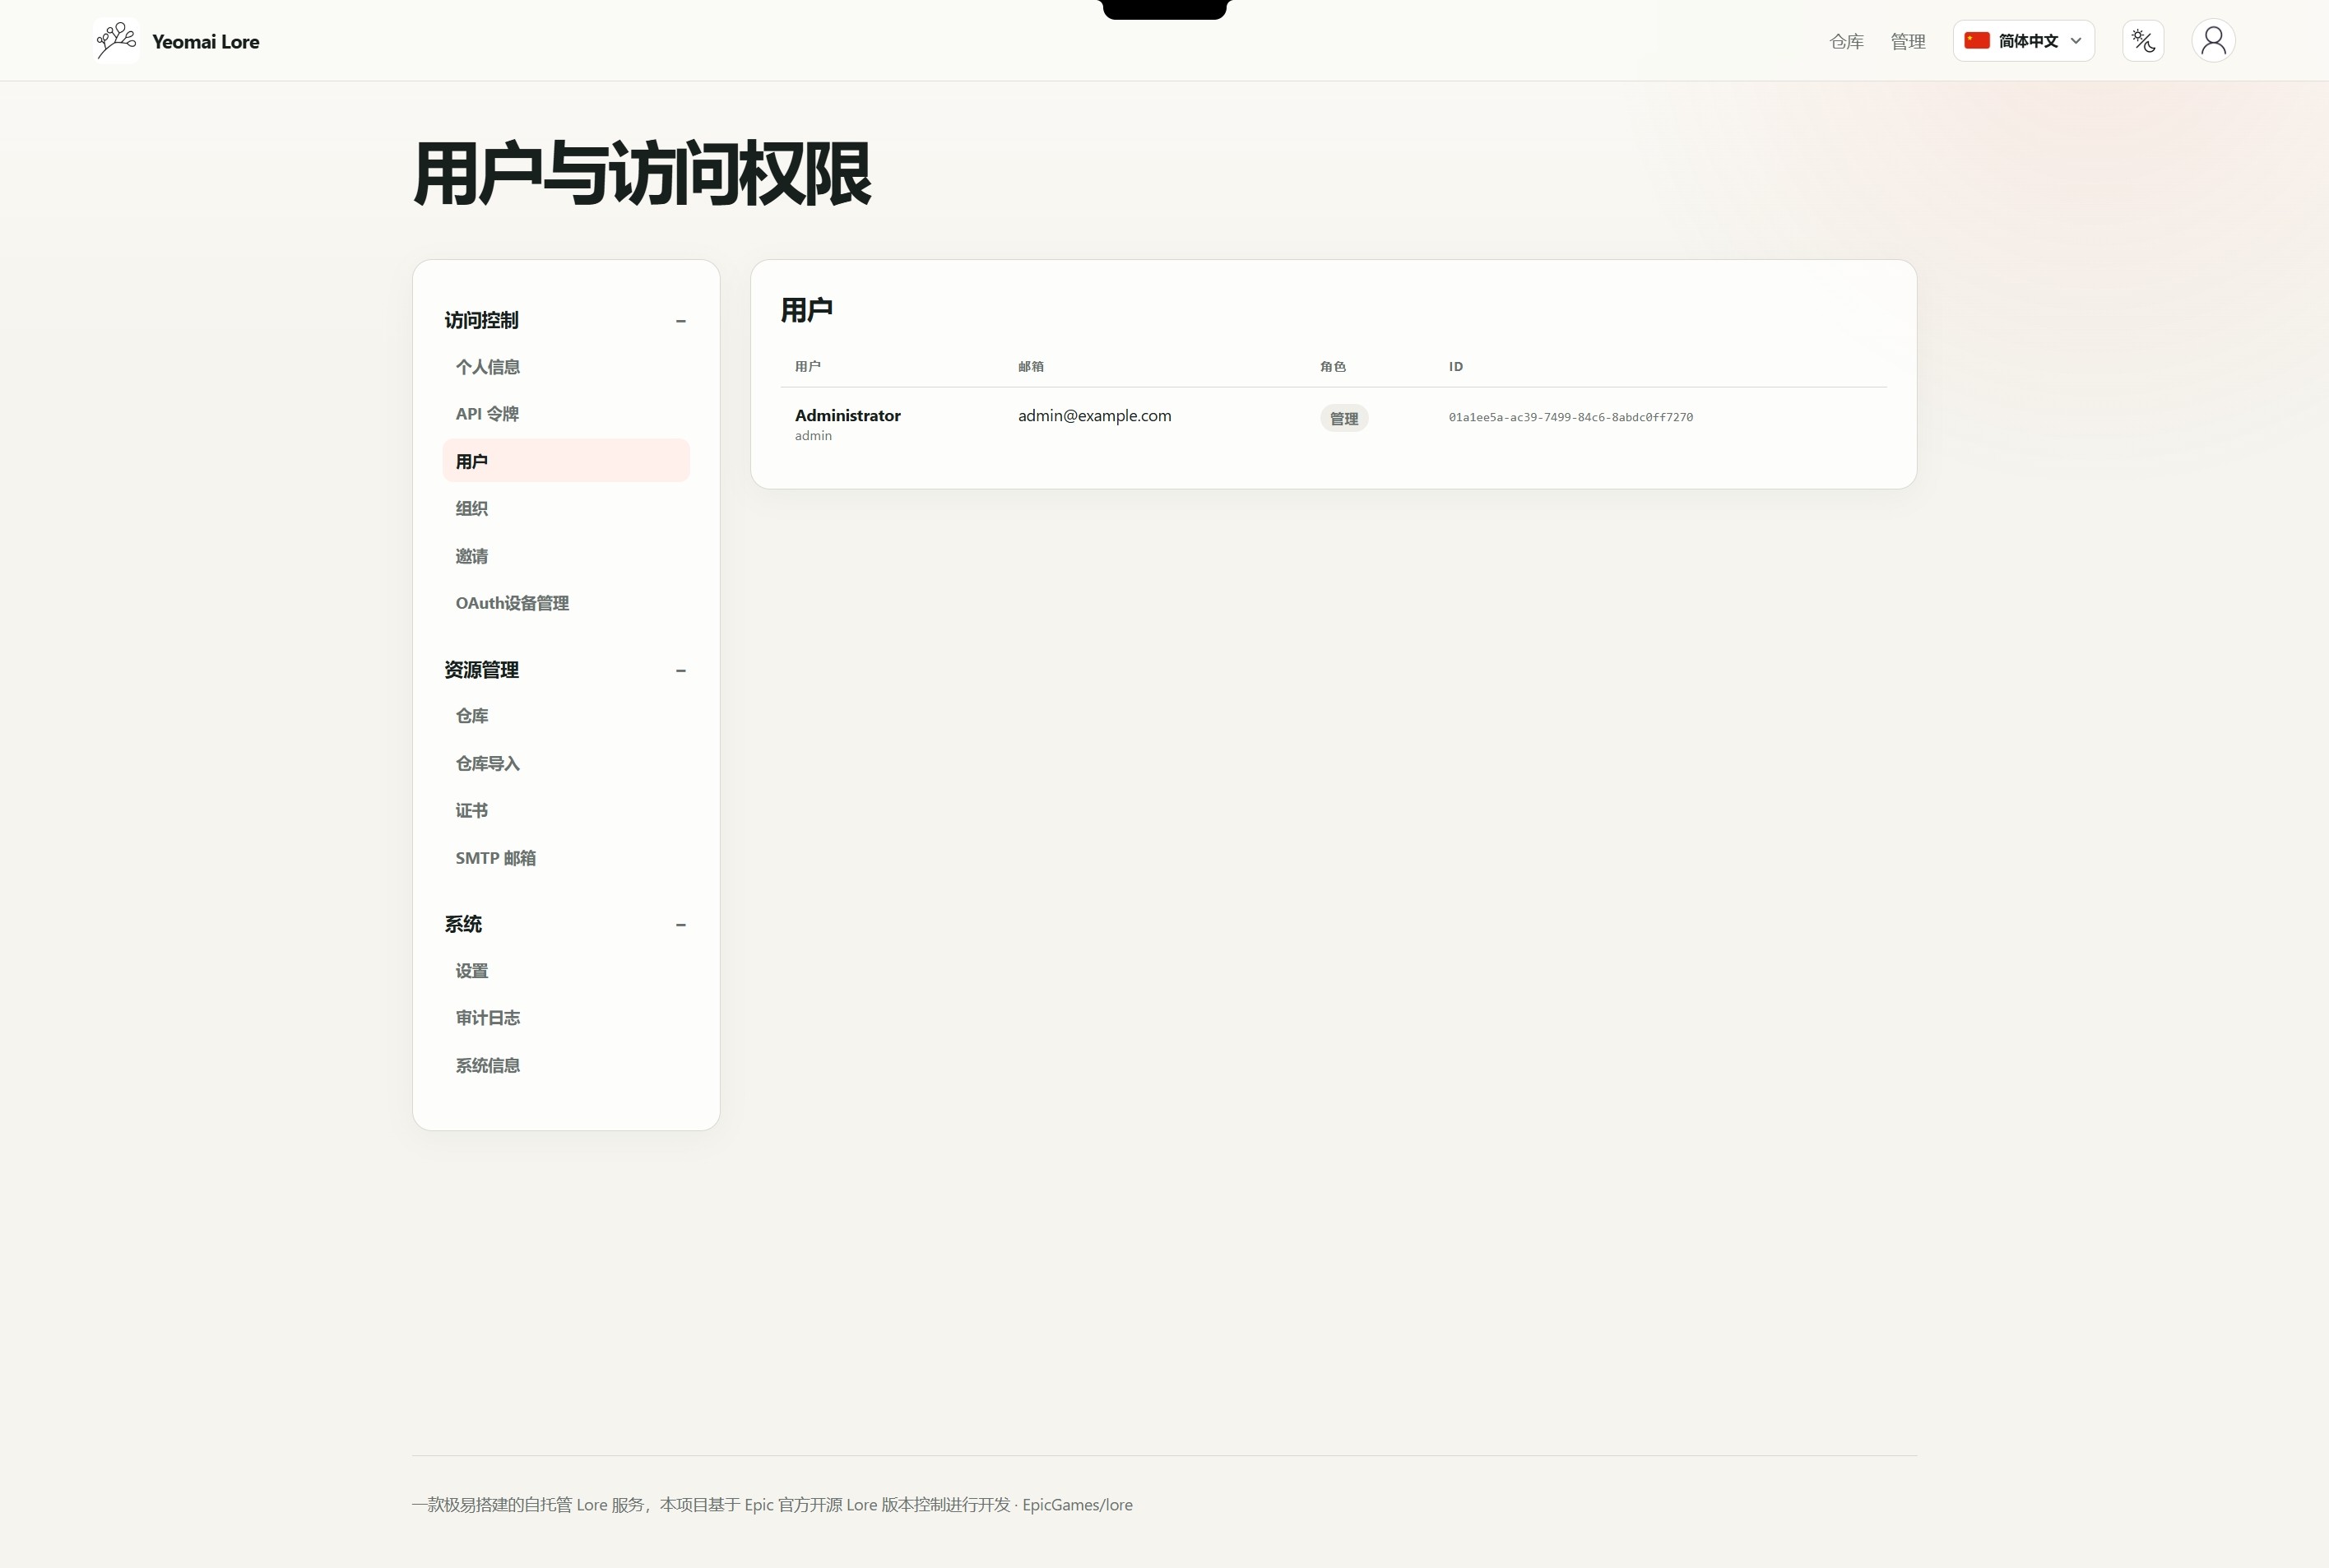 Yeomai Lore
仓库
管理
简体中文
用户与访问权限
访问控制
个人信息
API 令牌
用户
组织
邀请
OAuth设备管理
资源管理
仓库
仓库导入
证书
SMTP 邮箱
系统
设置
审计日志
系统信息
用户
用户 邮箱 角色 ID
Administrator admin@example.com 管理 01a1ee5a-ac39-7499-84c6-8abdc0ff7270
admin
一款极易搭建的自托管 Lore 服务，本项目基于 Epic 官方开源 Lore 版本控制进行开发 · EpicGames/lore